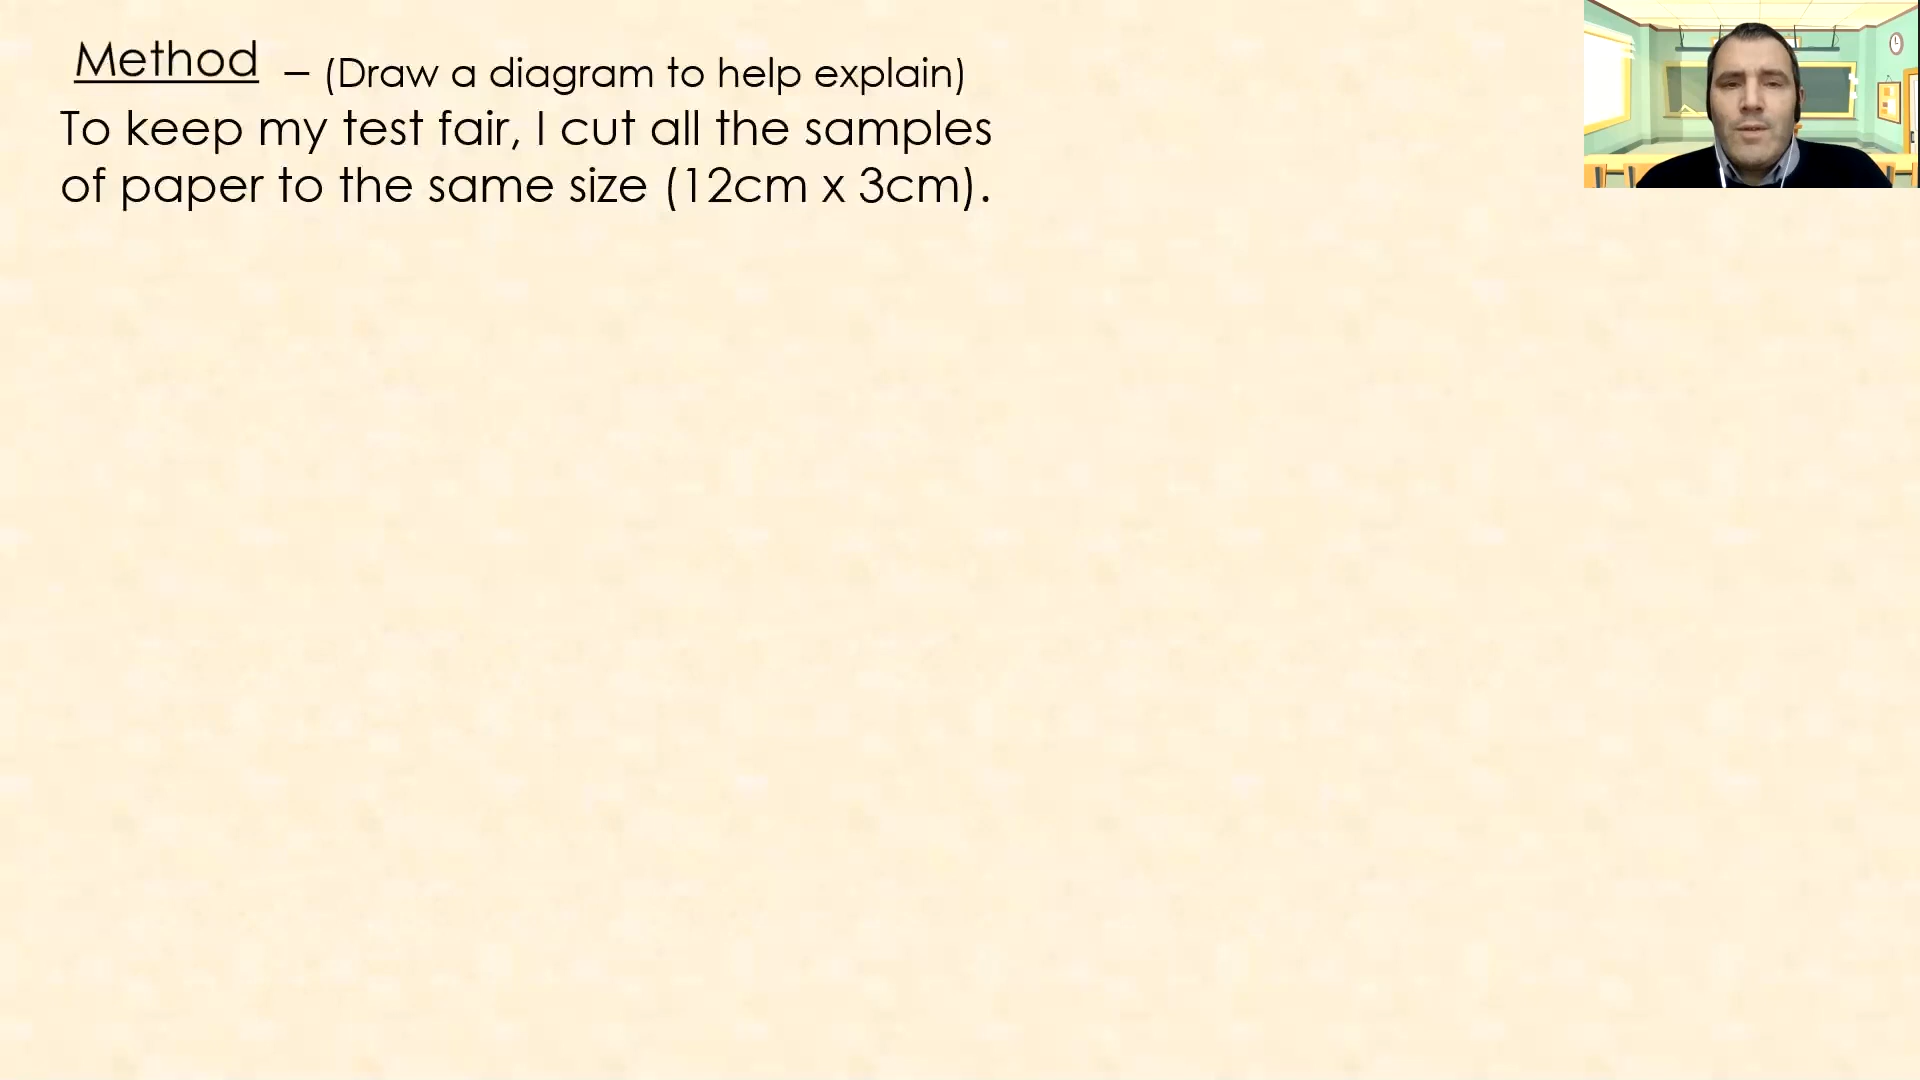 Method – (Draw a diagram to help explain)
To keep my test fair, I cut all the samples
of paper to the same size (12cm x 3cm).